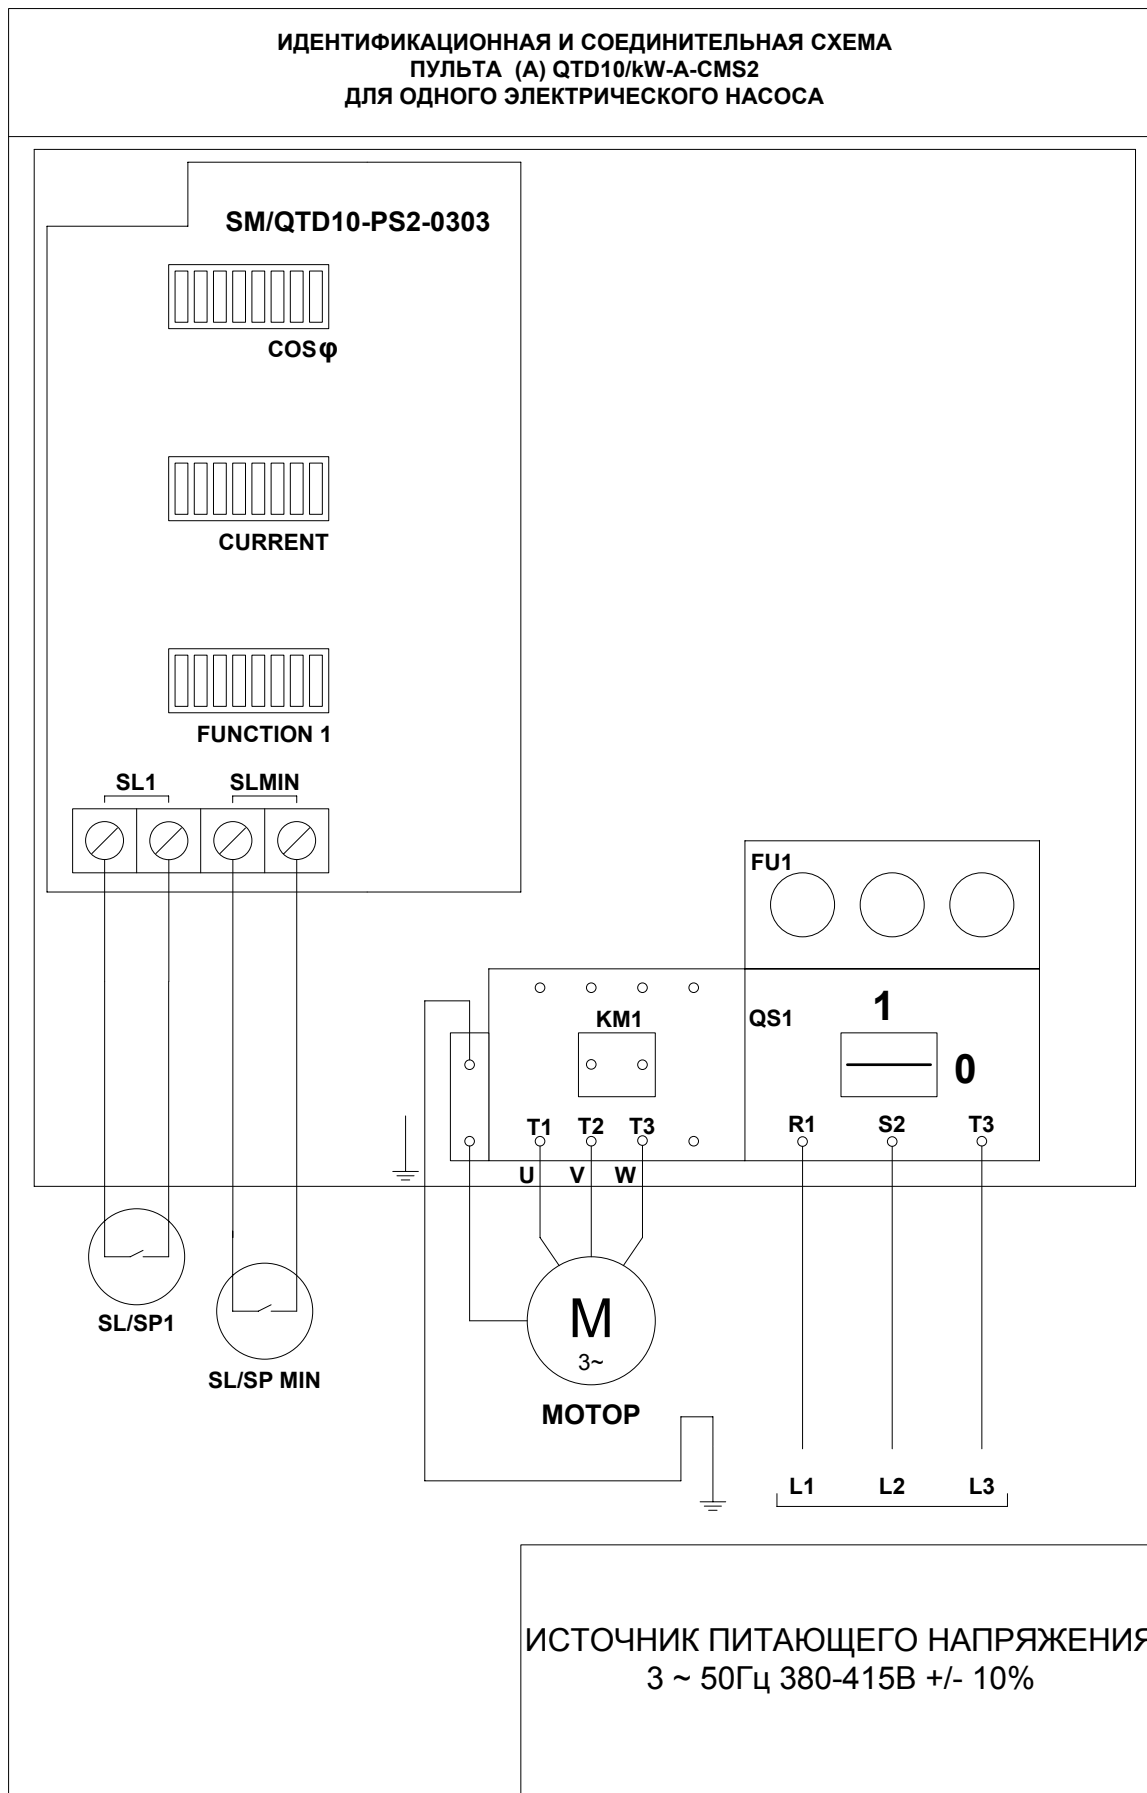 ИДЕНТИФИКАЦИОННАЯ И СОЕДИНИТЕЛЬНАЯ СХЕМА
ПУЛЬТА (A) QTD10/kW-A-CMS2
ДЛЯ ОДНОГО ЭЛЕКТРИЧЕСКОГО НАСОСА
SM/QTD10-PS2-0303
COSφ
CURRENT
FUNCTION 1
SL1 SLMIN
FU1
KM1
QS1
1
0
T1 T2 T3
R1 S2 T3
U V W
SL/SP1
SL/SP MIN
M
3~
МОТОР
L1 L2 L3
ИСТОЧНИК ПИТАЮЩЕГО НАПРЯЖЕНИЯ
3 ~ 50Гц 380-415В +/- 10%